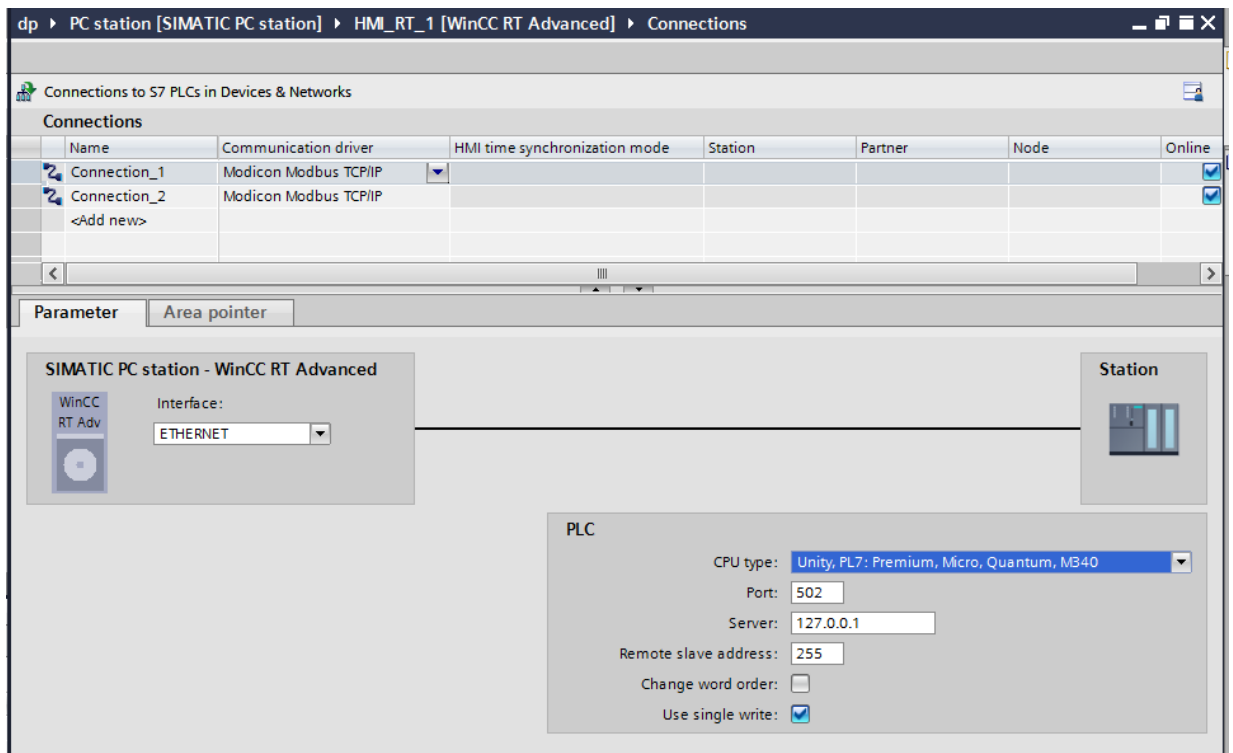 dp ▸ PC station [SIMATIC PC station] ▸ HMI_RT_1 [WinCC RT Advanced] ▸ Connections
Connections to S7 PLCs in Devices & Networks
Connections
Name Communication driver HMI time synchronization mode Station Partner Node Online
Connection_1 Modicon Modbus TCP/IP
Connection_2 Modicon Modbus TCP/IP
<Add new>
Parameter Area pointer
SIMATIC PC station - WinCC RT Advanced Station
WinCC Interface:
RT Adv
ETHERNET
PLC
CPU type: Unity, PL7: Premium, Micro, Quantum, M340
Port: 502
Server: 127.0.0.1
Remote slave address: 255
Change word order:
Use single write: